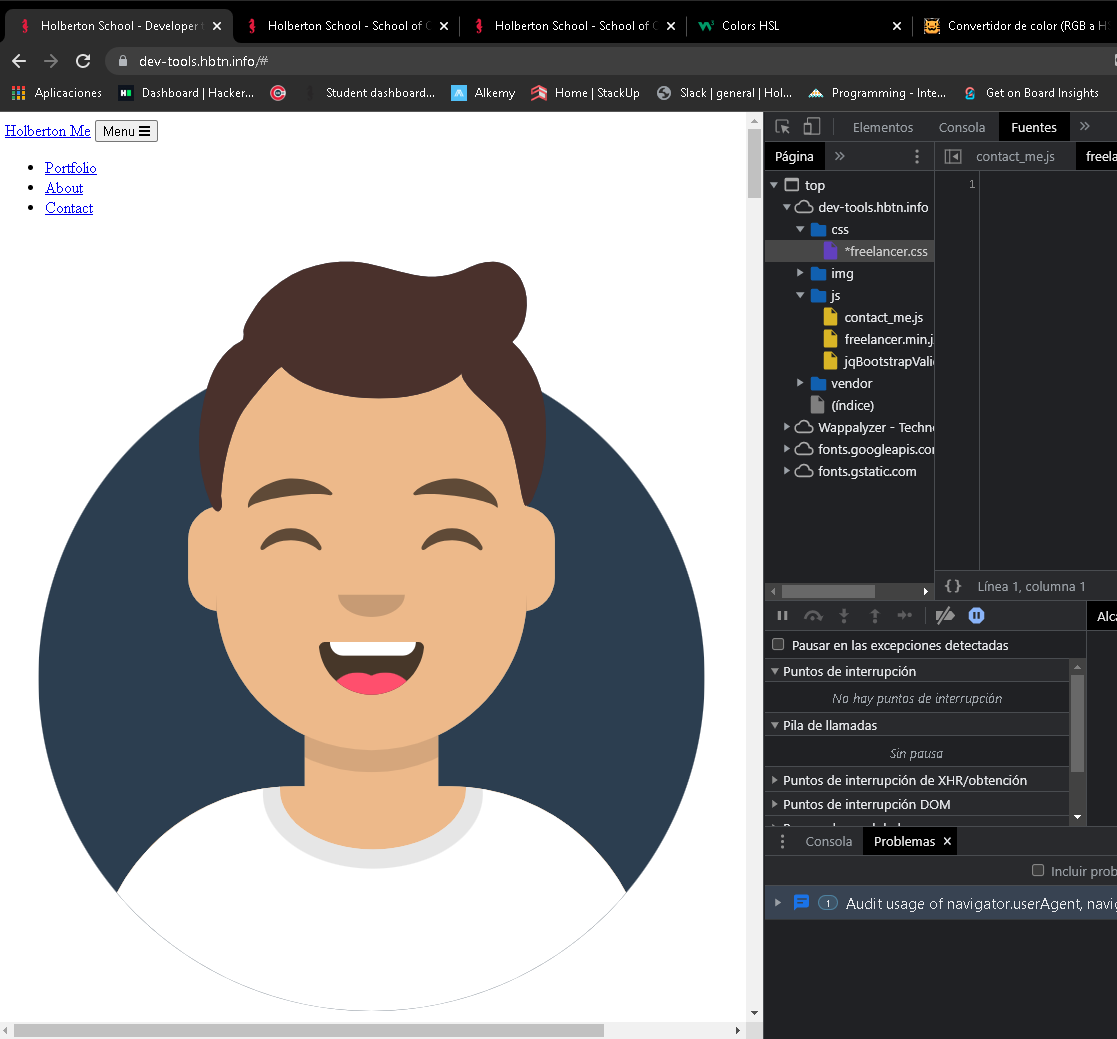 Holberton School - Developer t
Holberton School - School of C
Holberton School - School of C
Colors HSL
Convertidor de color (RGB a HS
dev-tools.hbtn.info/#
Aplicaciones
Dashboard | Hacker...
Student dashboard...
Alkemy
Home | StackUp
Slack | general | Hol...
Programming - Inte...
Get on Board Insights
Holberton Me
Menu
Portfolio
About
Contact
Elementos
Consola
Fuentes
Página
contact_me.js
freela
top
dev-tools.hbtn.info
css
*freelancer.css
img
js
contact_me.js
freelancer.min.j
jqBootstrapVali
vendor
(índice)
Wappalyzer - Techn
fonts.googleapis.co
fonts.gstatic.com
1
{} Línea 1, columna 1
Alca
Pausar en las excepciones detectadas
Puntos de interrupción
No hay puntos de interrupción
Pila de llamadas
Sin pausa
Puntos de interrupción de XHR/obtención
Puntos de interrupción DOM
Consola
Problemas
Incluir prob
1 Audit usage of navigator.userAgent, navig